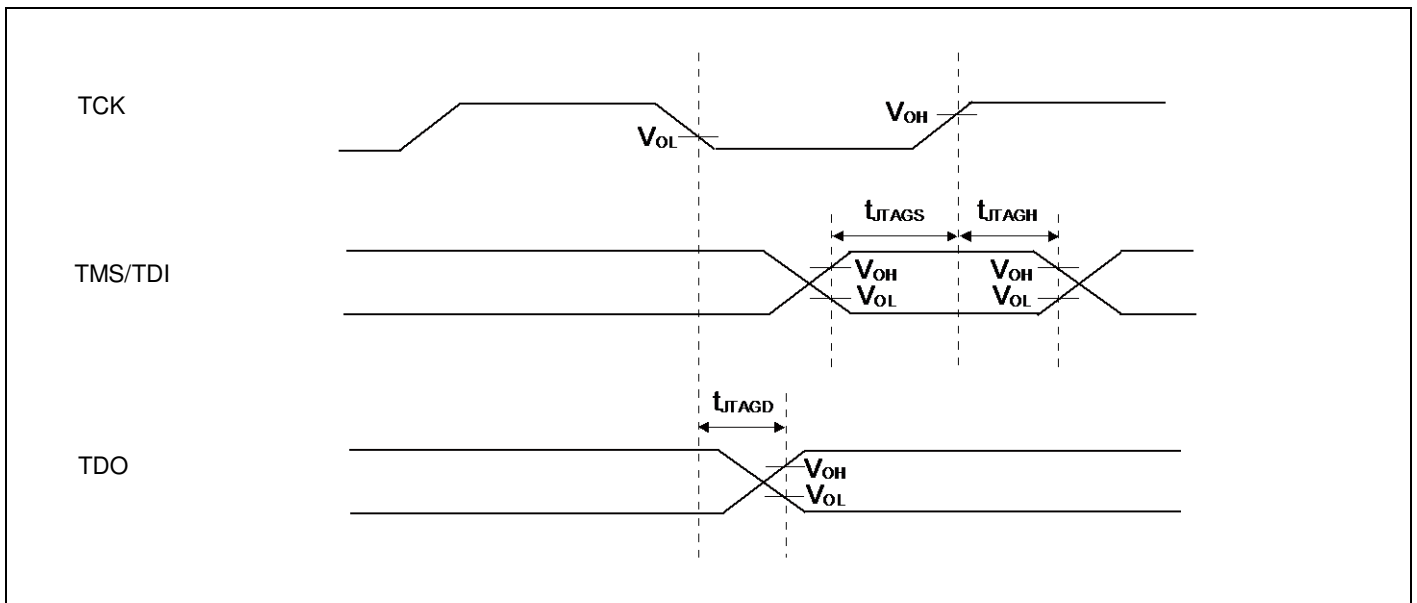 TCK
VOL
VOH
tJTAGS
tJTAGH
TMS/TDI
VOH
VOH
VOL
VOL
tJTAGD
TDO
VOH
VOL